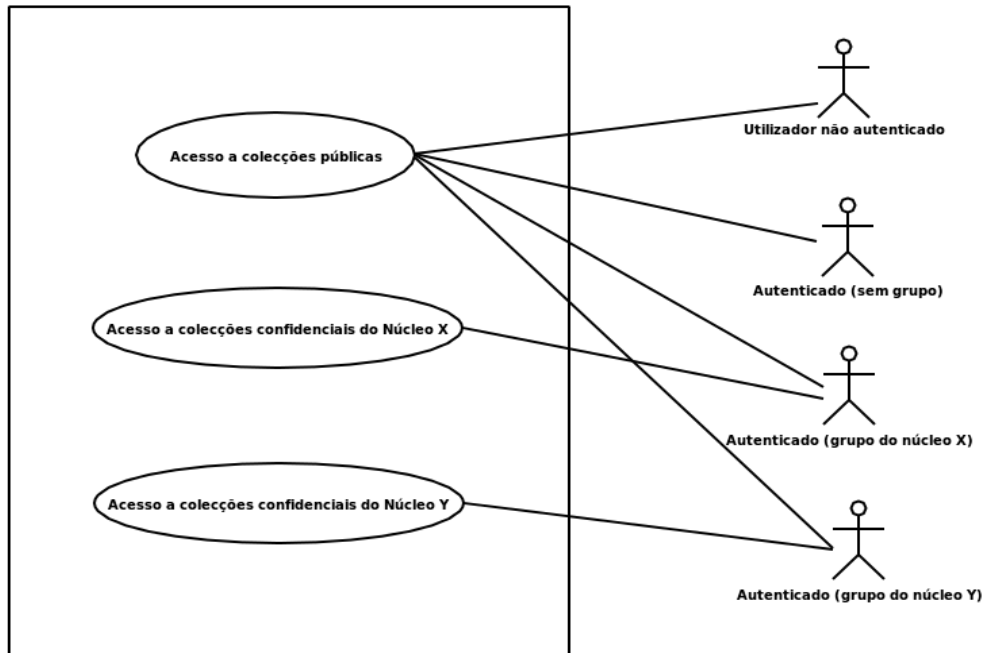 Utilizador não autenticado
Acesso a colecções públicas
Autenticado (sem grupo)
Acesso a colecções confidenciais do Núcleo X
Autenticado (grupo do núcleo X)
Acesso a colecções confidenciais do Núcleo Y
Autenticado (grupo do núcleo Y)